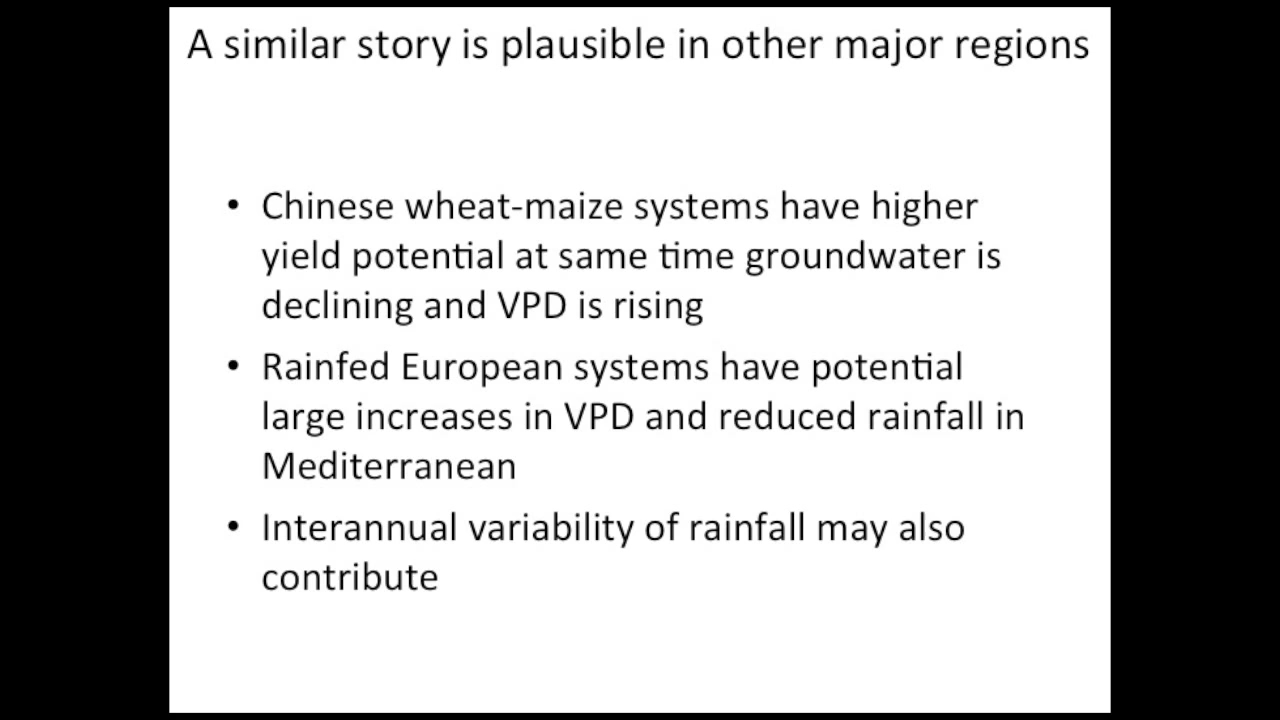 A similar story is plausible in other major regions
• Chinese wheat-maize systems have higher
yield potential at same time groundwater is
declining and VPD is rising
• Rainfed European systems have potential
large increases in VPD and reduced rainfall in
Mediterranean
• Interannual variability of rainfall may also
contribute